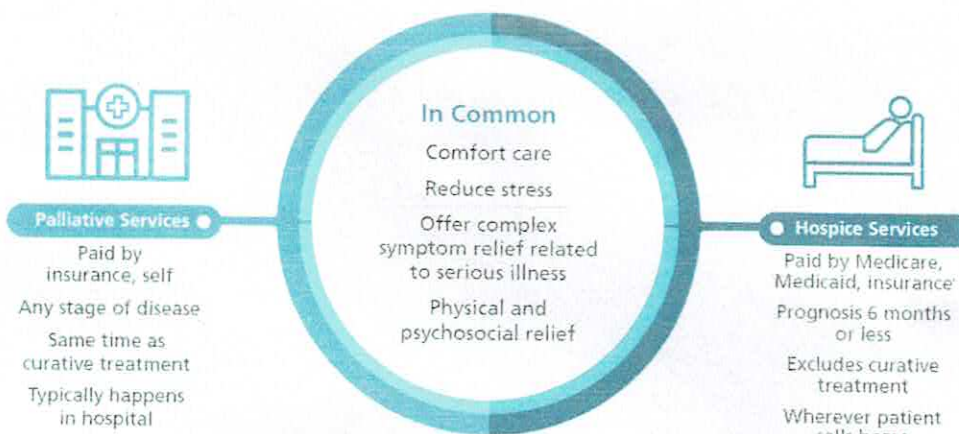 In Common
Comfort care
Reduce stress
Offer complex
symptom relief related
to serious illness
Physical and
psychosocial relief
Palliative Services
Paid by
insurance, self
Any stage of disease
Same time as
curative treatment
Typically happens
in hospital
Hospice Services
Paid by Medicare,
Medicaid, insurance
Prognosis 6 months
or less
Excludes curative
treatment
Wherever patient